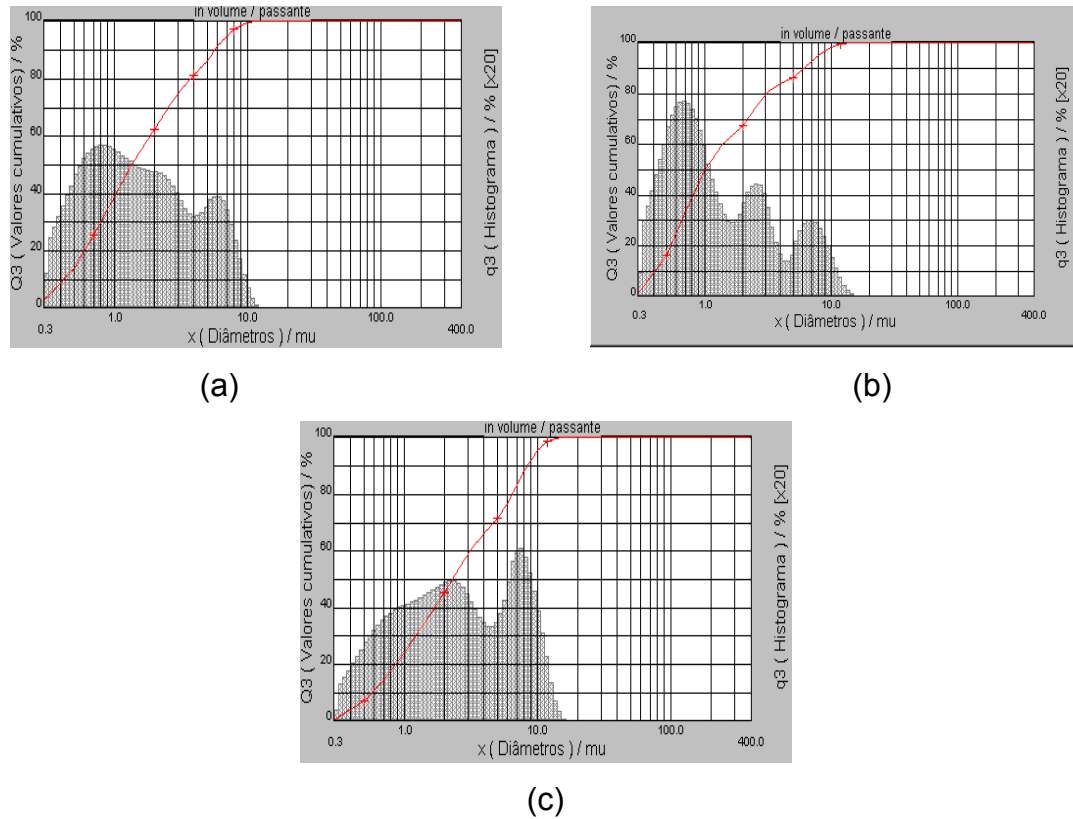 in volume / passante
Q3 ( Valores cumulativos) / %
100
80
60
40
20
0
q3 ( Histograma ) / % [x20]
0.3
1.0
10.0
100.0
400.0
x ( Diâmetros ) / mu
(a)
in volume / passante
Q3 ( Valores cumulativos) / %
100
80
60
40
20
0
q3 ( Histograma ) / % [x20]
0.3
1.0
10.0
100.0
400.0
x ( Diâmetros ) / mu
(b)
in volume / passante
Q3 ( Valores cumulativos) / %
100
80
60
40
20
0
q3 ( Histograma ) / % [x20]
0.3
1.0
10.0
100.0
400.0
x ( Diâmetros ) / mu
(c)